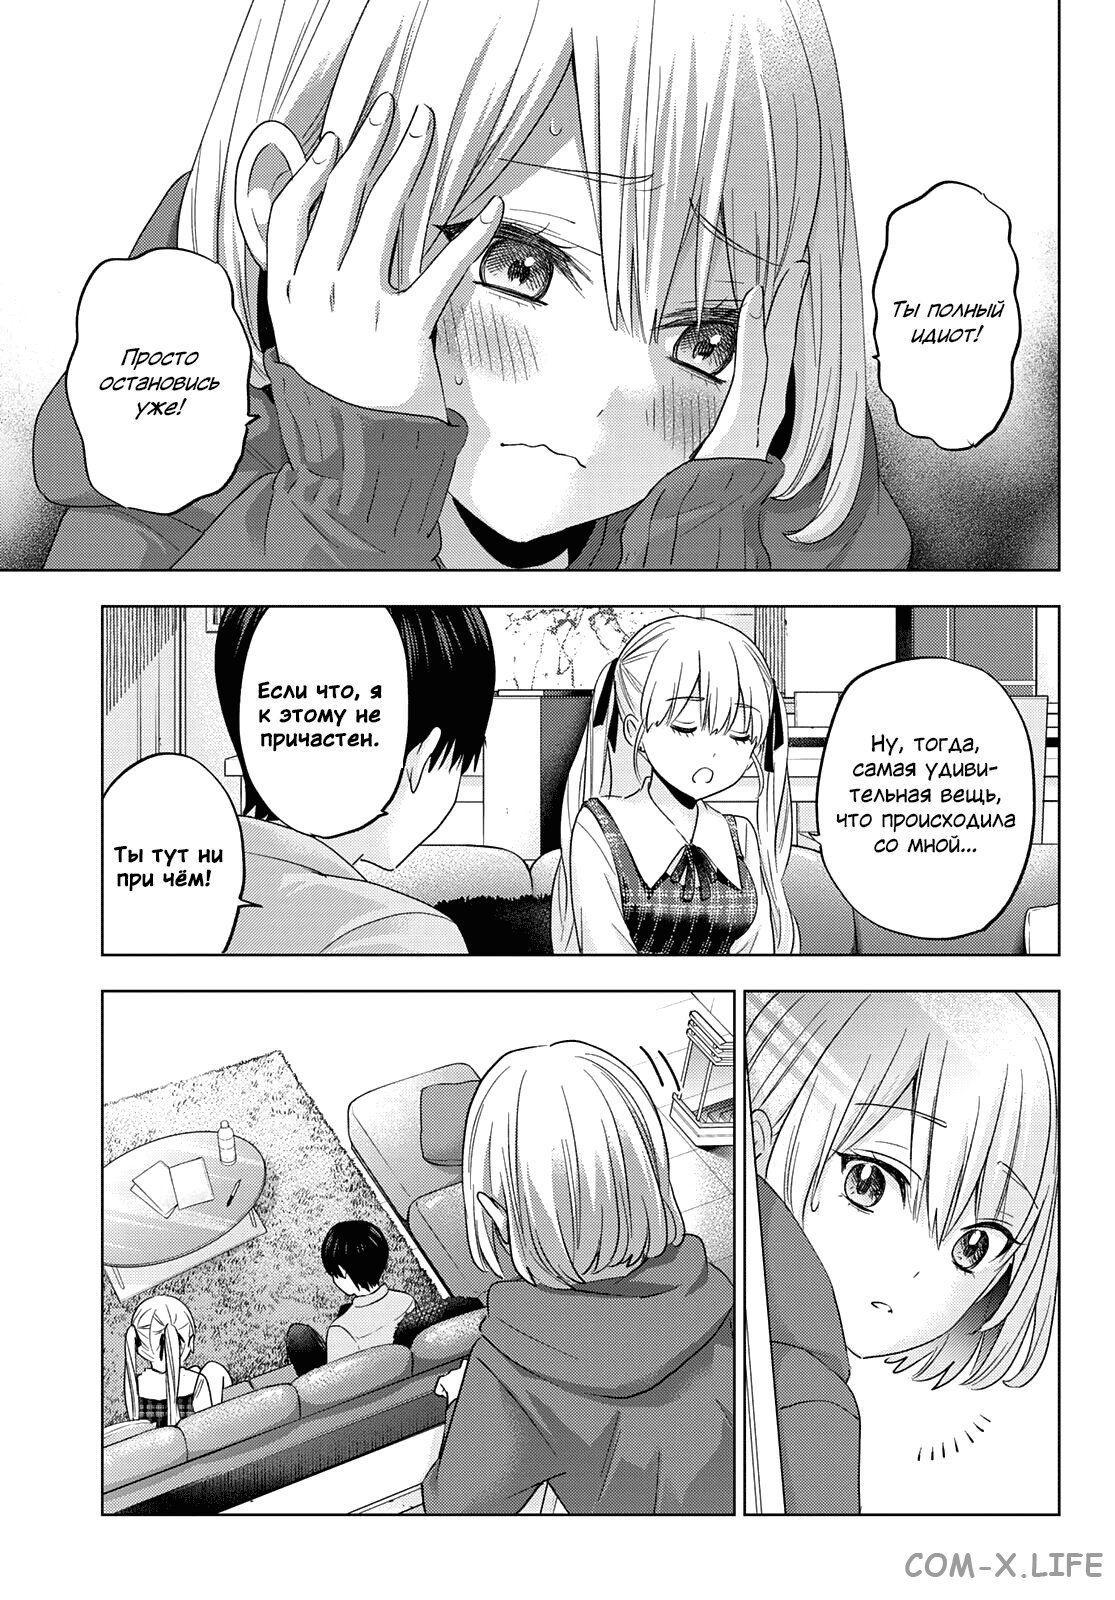 Ты полный
идиот!
Просто
остановись
уже!
Ну, тогда,
самая удиви-
тельная вещь,
что происходила
со мной...
Если что, я
к этому не
причастен.
Ты тут ни
при чём!
COM-X.LIFE